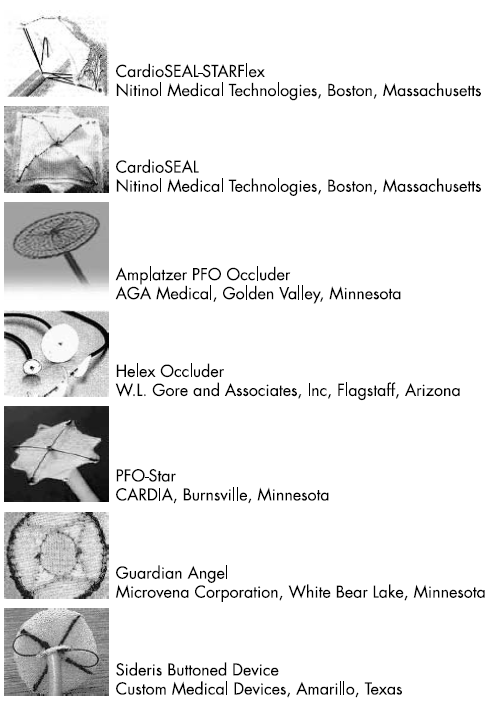 CardioSEAL-STARFlex
Nitinol Medical Technologies, Boston, Massachusetts
CardioSEAL
Nitinol Medical Technologies, Boston, Massachusetts
Amplatzer PFO Occluder
AGA Medical, Golden Valley, Minnesota
Helex Occluder
W.L. Gore and Associates, Inc, Flagstaff, Arizona
PFO-Star
CARDIA, Burnsville, Minnesota
Guardian Angel
Microvena Corporation, White Bear Lake, Minnesota
Sideris Buttoned Device
Custom Medical Devices, Amarillo, Texas